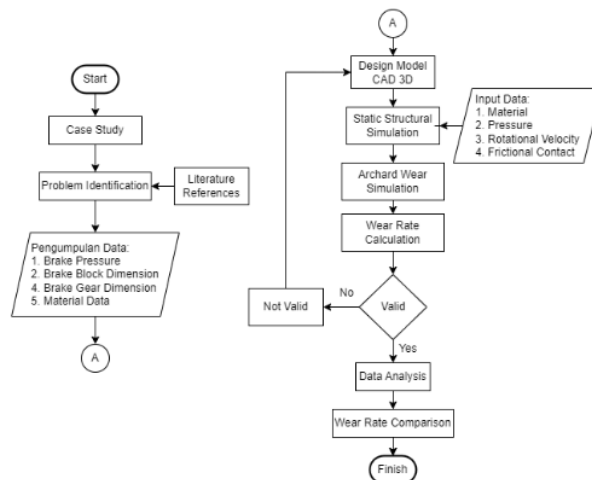 Start
Case Study
Problem Identification
Literature
References
Pengumpulan Data:
1. Brake Pressure
2. Brake Block Dimension
4. Brake Gear Dimension
5. Material Data
A
A
Design Model
CAD 3D
Static Structural
Simulation
Input Data:
1. Material
2. Pressure
3. Rotational Velocity
4. Frictional Contact
Archard Wear
Simulation
Wear Rate
Calculation
Valid
No
Not Valid
Yes
Data Analysis
Wear Rate Comparison
Finish